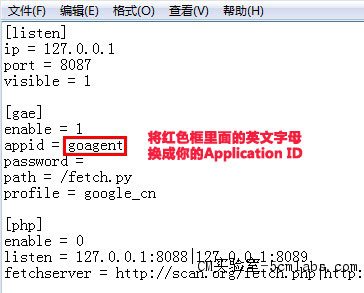 文件(F) 编辑(E) 格式(O) 查看(V) 帮助(H)
[listen]
ip = 127.0.0.1
port = 8087
visible = 1
[gae]
enable = 1
appid = goagent
password =
path = /fetch.py
profile = google_cn
将红色框里面的英文字母
换成你的Application ID
[php]
enable = 0
listen = 127.0.0.1:8088|127.0.0.1:8089
fetchserver = http://scan.org/fetch.php|http:
CM实验室-5cmlabs.com